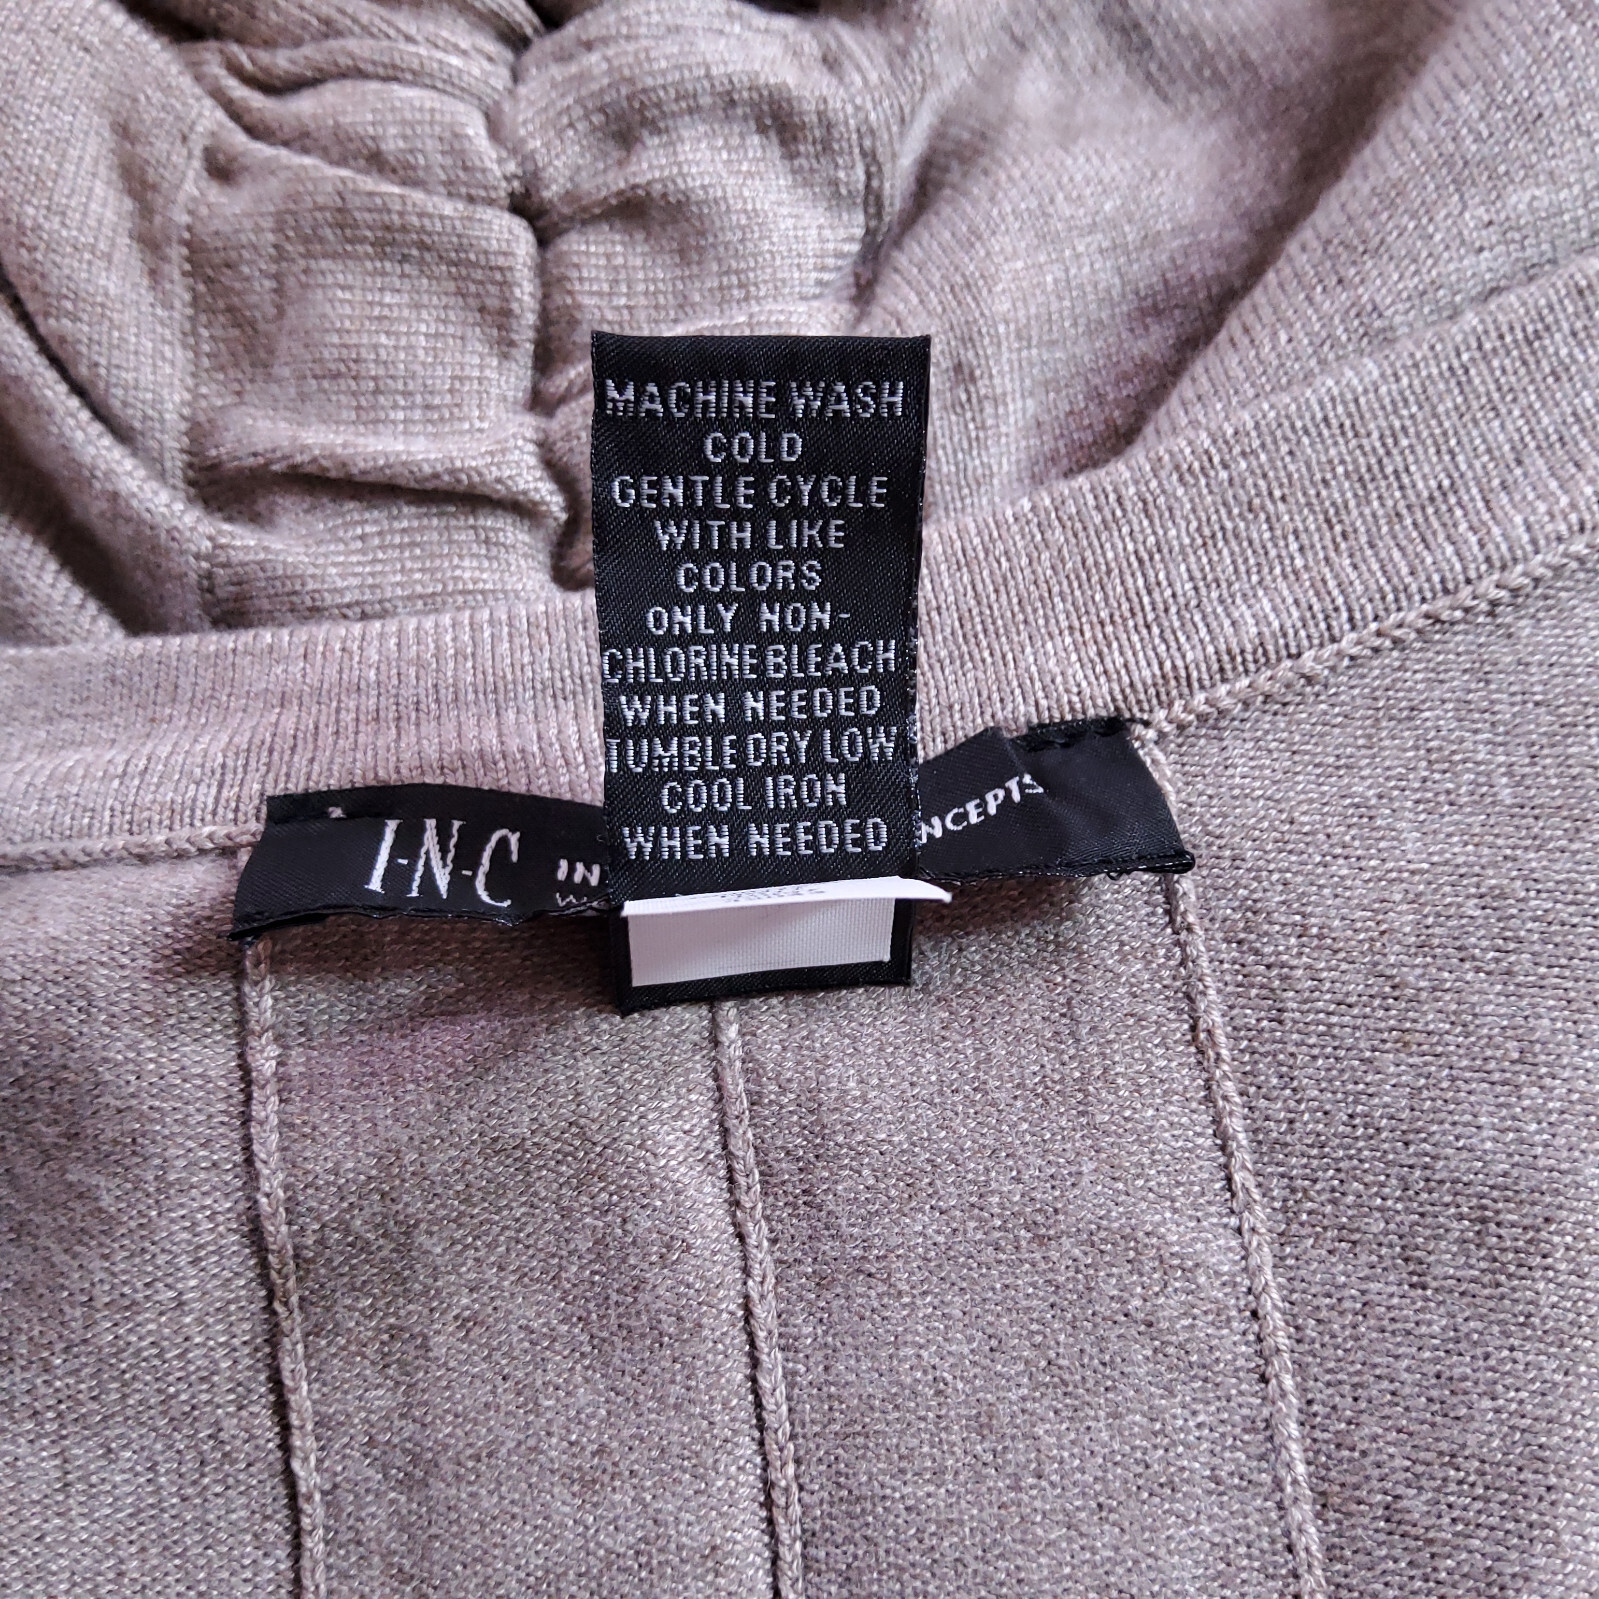 MACHINE WASH
COLD
GENTLE CYCLE
WITH LIKE
COLORS
ONLY NON-
CHLORINE BLEACH
WHEN NEEDED
TUMBLE DRY LOW
COOL IRON
WHEN NEEDED
I-N-C
IN
NCEPTS